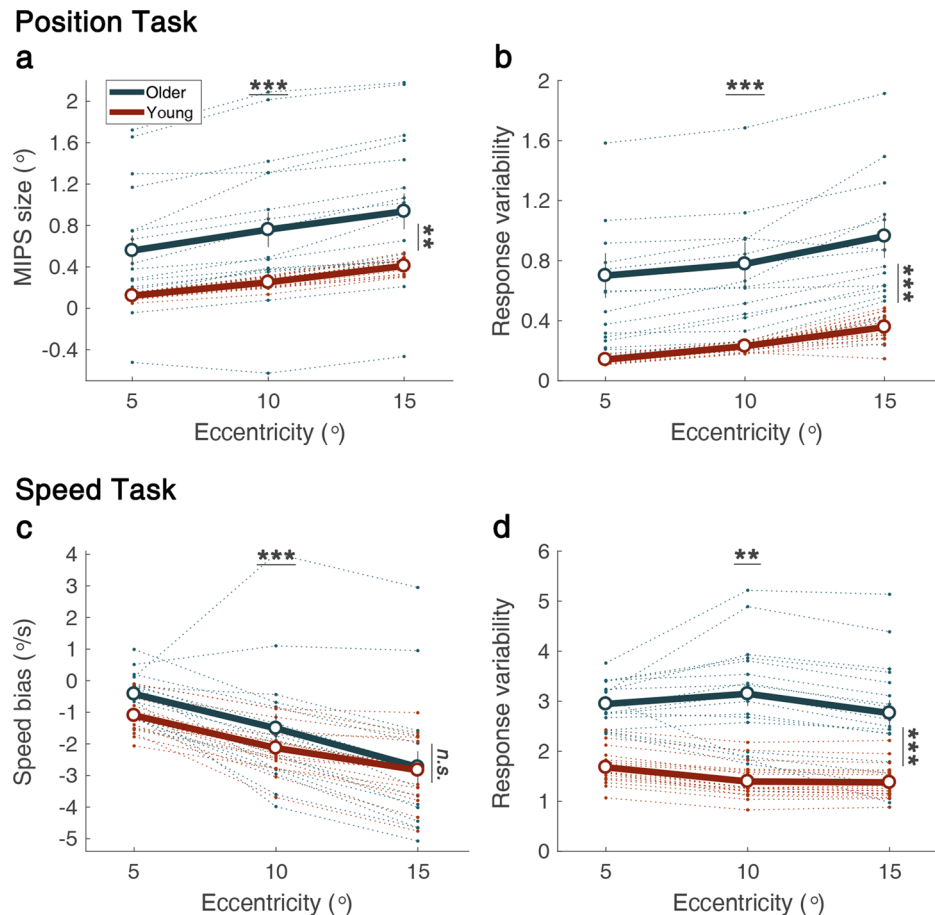 Position Task
a
***
Older
Young
2
1.6
1.2
0.8
0.4
0
-0.4
MIPS size (°)
**
5 10 15
Eccentricity (°)
b
***
2
1.6
1.2
0.8
0.4
0
Response variability
***
5 10 15
Eccentricity (°)
Speed Task
c
***
4
3
2
1
0
-1
-2
-3
-4
-5
Speed bias (°/s)
n.s.
5 10 15
Eccentricity (°)
d
**
6
5
4
3
2
1
0
Response variability
***
5 10 15
Eccentricity (°)